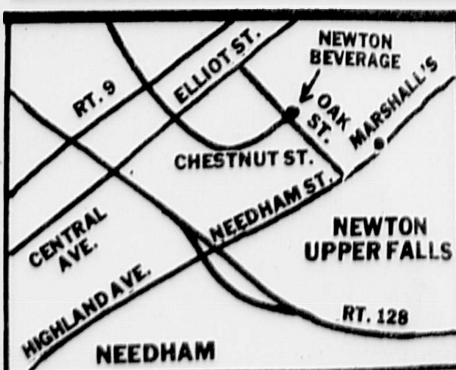 NEWTON
BEVERAGE
RT. 9
ELLIOT ST.
OAK
ST.
MARSHALL'S
CHESTNUT ST.
NEEDHAM ST.
CENTRAL
AVE.
NEWTON
UPPER FALLS
HIGHLAND AVE.
RT. 128
NEEDHAM